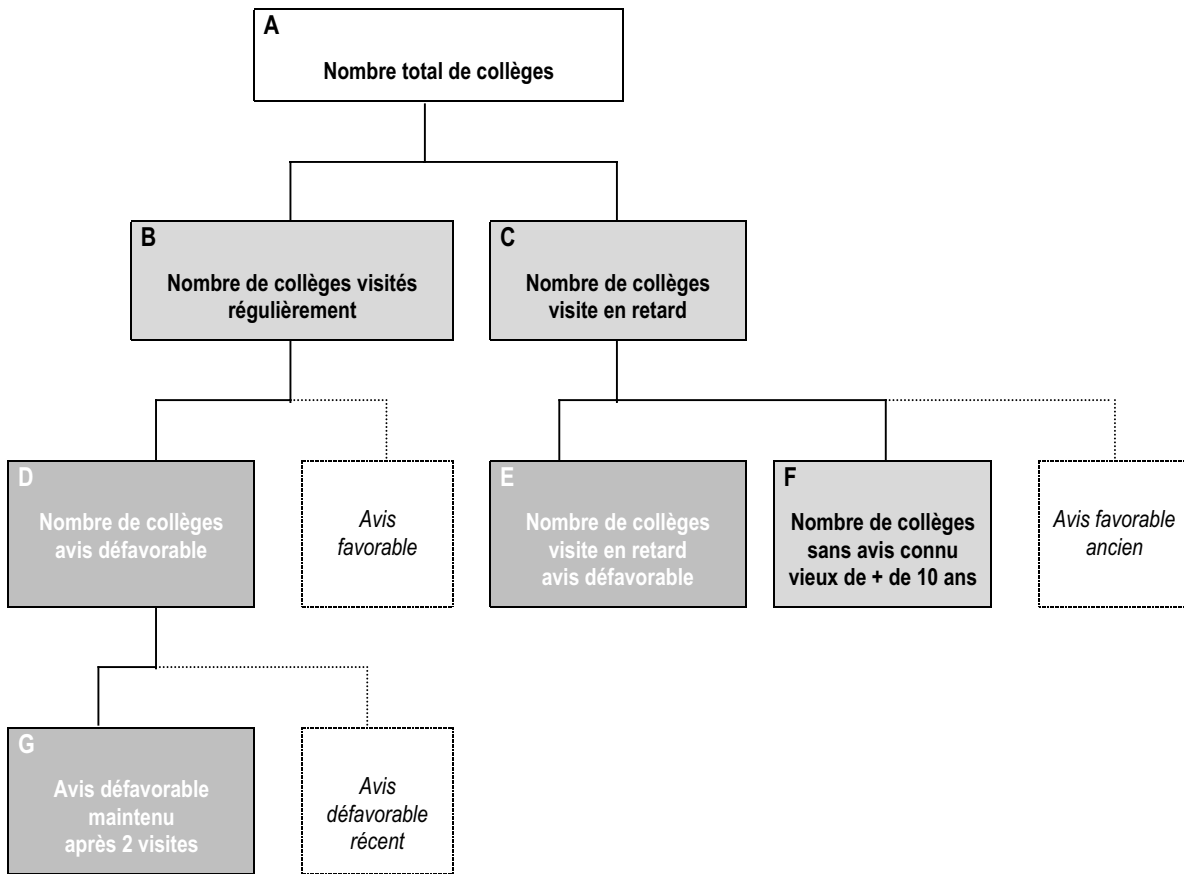 A
Nombre total de collèges
B
Nombre de collèges visités
régulièrement
C
Nombre de collèges
visite en retard
D
Nombre de collèges
avis défavorable
Avis
favorable
E
Nombre de collèges
visite en retard
avis défavorable
F
Nombre de collèges
sans avis connu
vieux de + de 10 ans
Avis favorable
ancien
G
Avis défavorable
maintenu
après 2 visites
Avis
défavorable
récent